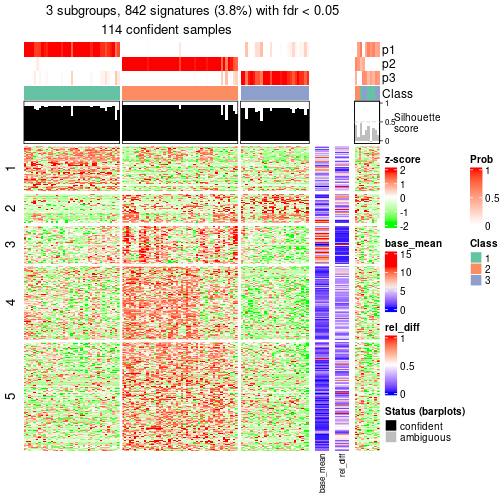 3 subgroups, 842 signatures (3.8%) with fdr < 0.05
114 confident samples
p1
p2
p3
Class
1
0.5
0
Silhouette
score
1
2
3
4
5
base_mean
rel_diff
z-score
2
1
0
-1
-2
base_mean
15
10
5
0
rel_diff
1
0.5
0
Status (barplots)
confident
ambiguous
Prob
1
0.5
0
Class
1
2
3